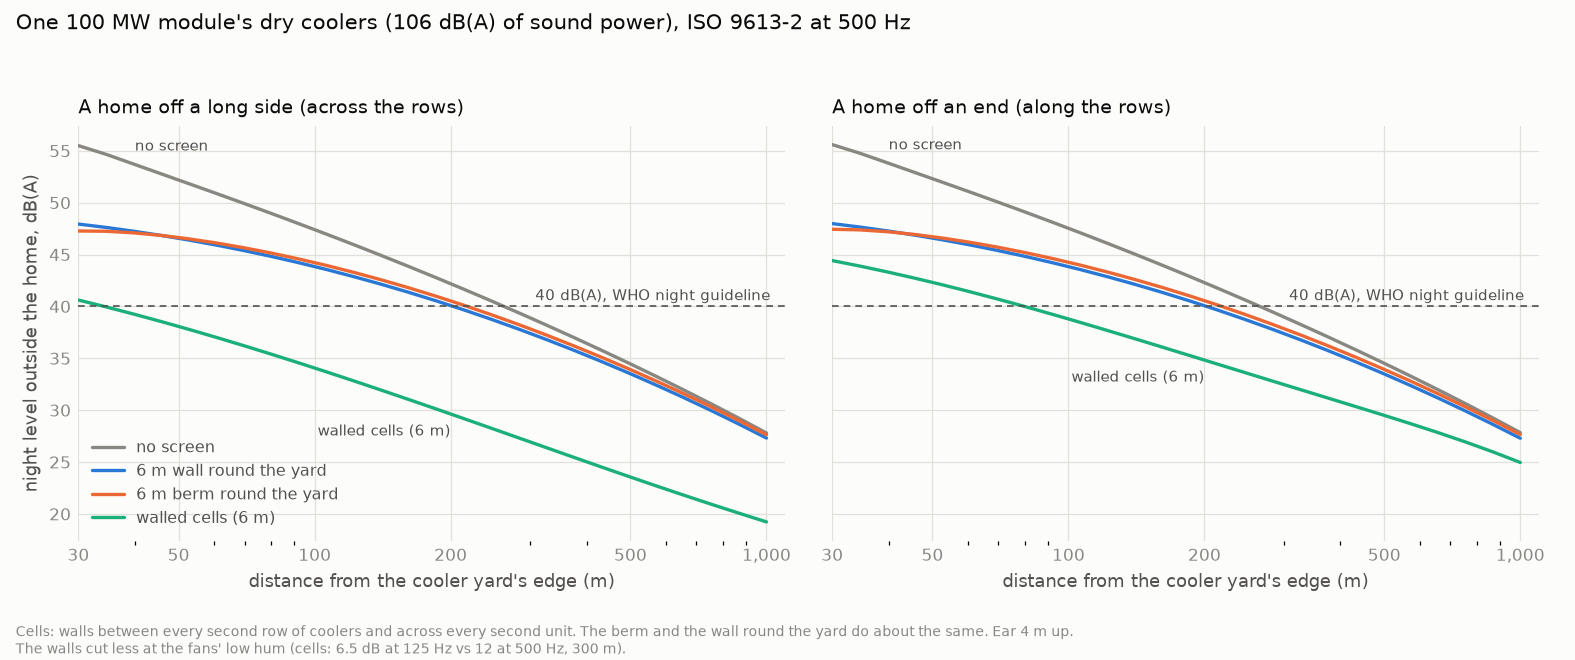 One 100 MW module's dry coolers (106 dB(A) of sound power), ISO 9613-2 at 500 Hz
A home off a long side (across the rows)
night level outside the home, dB(A)
55
50
45
40
35
30
25
20
no screen
40 dB(A), WHO night guideline
walled cells (6 m)
no screen
6 m wall round the yard
6 m berm round the yard
walled cells (6 m)
30
50
100
200
500
1,000
distance from the cooler yard's edge (m)
A home off an end (along the rows)
no screen
40 dB(A), WHO night guideline
walled cells (6 m)
30
50
100
200
500
1,000
distance from the cooler yard's edge (m)
Cells: walls between every second row of coolers and across every second unit. The berm and the wall round the yard do about the same. Ear 4 m up.
The walls cut less at the fans' low hum (cells: 6.5 dB at 125 Hz vs 12 at 500 Hz, 300 m).